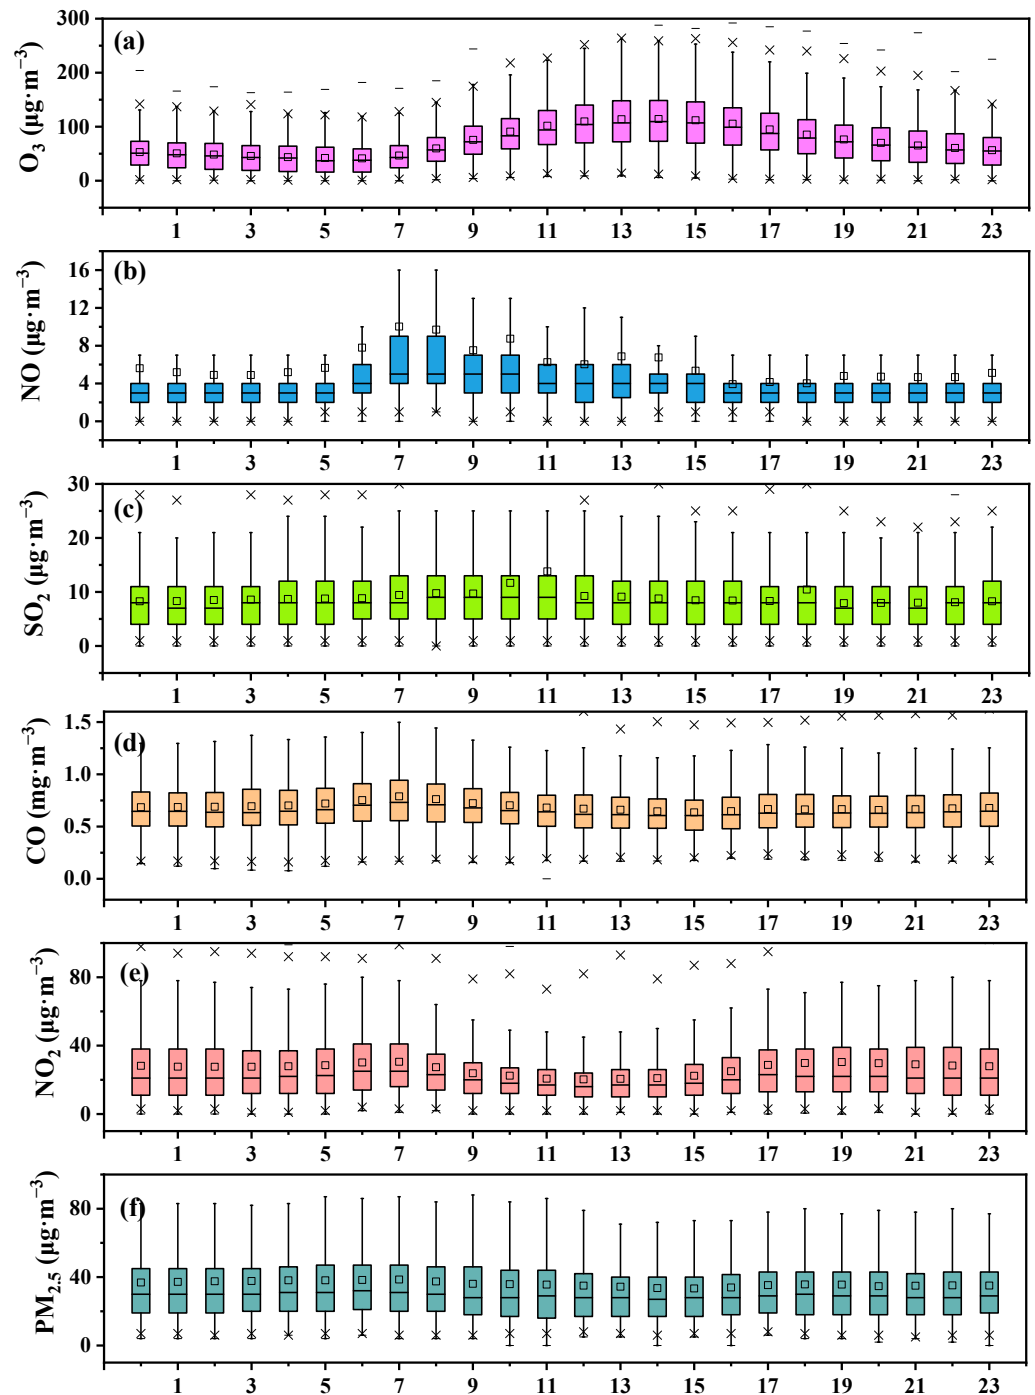 (a)
O3 (μg·m−3)
300
200
100
0
1 3 5 7 9 11 13 15 17 19 21 23
(b)
NO (μg·m−3)
16
12
8
4
0
1 3 5 7 9 11 13 15 17 19 21 23
(c)
SO2 (μg·m−3)
30
20
10
0
1 3 5 7 9 11 13 15 17 19 21 23
(d)
CO (mg·m−3)
1.5
1.0
0.5
0.0
1 3 5 7 9 11 13 15 17 19 21 23
(e)
NO2 (μg·m−3)
80
40
0
1 3 5 7 9 11 13 15 17 19 21 23
(f)
PM2.5 (μg·m−3)
80
40
0
1 3 5 7 9 11 13 15 17 19 21 23